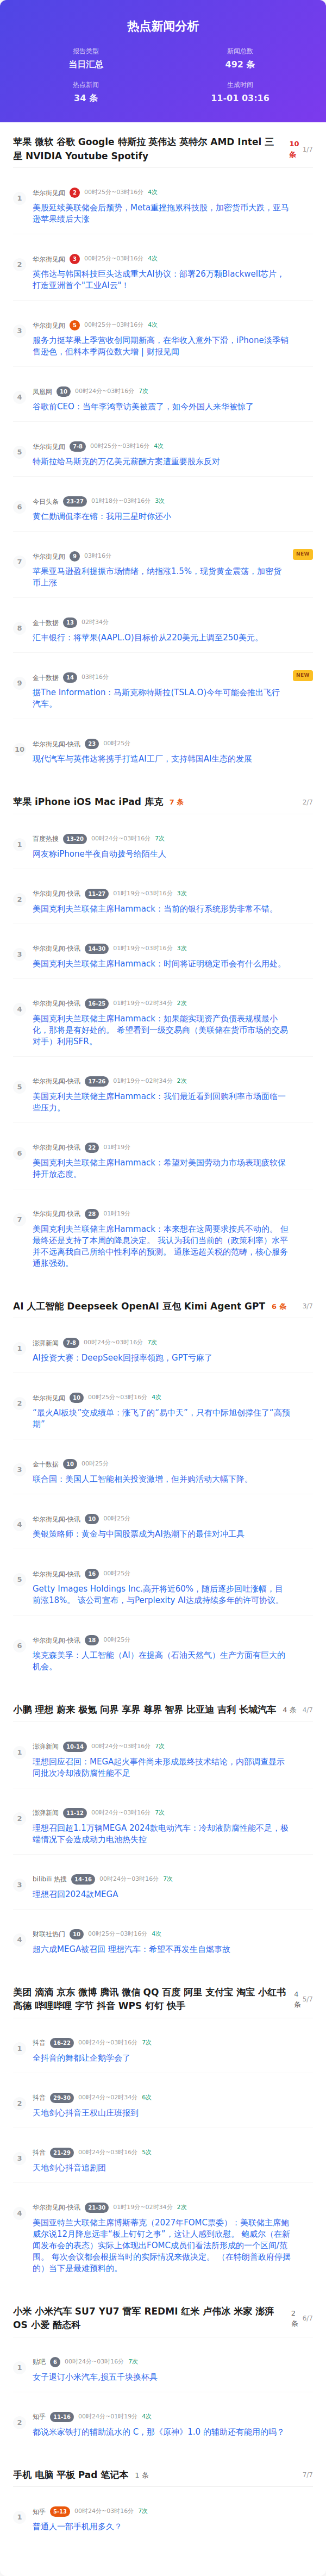 热点新闻分析
报告类型
当日汇总
新闻总数
492 条
热点新闻
34 条
生成时间
11-01 03:16
苹果 微软 谷歌 Google 特斯拉 英伟达 英特尔 AMD Intel 三
星 NVIDIA Youtube Spotify
10
条
1/7
1
华尔街见闻 2 00时25分~03时16分 4次
美股延续美联储会后颓势，Meta重挫拖累科技股，加密货币大跌，亚马
逊苹果绩后大涨
2
华尔街见闻 3 00时25分~03时16分 4次
英伟达与韩国科技巨头达成重大AI协议：部署26万颗Blackwell芯片，
打造亚洲首个"工业AI云"！
3
华尔街见闻 5 00时25分~03时16分 4次
服务力挺苹果上季营收创同期新高，在华收入意外下滑，iPhone淡季销
售逊色，但料本季两位数大增 | 财报见闻
4
凤凰网 10 00时24分~03时16分 7次
谷歌前CEO：当年李鸿章访美被震了，如今外国人来华被惊了
5
华尔街见闻 7-8 00时25分~03时16分 4次
特斯拉给马斯克的万亿美元薪酬方案遭重要股东反对
6
今日头条 23-27 01时18分~03时16分 3次
黄仁勋调侃李在镕：我用三星时你还小
7
华尔街见闻 9 03时16分
NEW
苹果亚马逊盈利提振市场情绪，纳指涨1.5%，现货黄金震荡，加密货
币上涨
8
金十数据 13 02时34分
汇丰银行：将苹果(AAPL.O)目标价从220美元上调至250美元。
9
金十数据 14 03时16分
NEW
据The Information：马斯克称特斯拉(TSLA.O)今年可能会推出飞行
汽车。
10
华尔街见闻-快讯 23 00时25分
现代汽车与英伟达将携手打造AI工厂，支持韩国AI生态的发展
苹果 iPhone iOS Mac iPad 库克 7 条
2/7
1
百度热搜 13-20 00时24分~03时16分 7次
网友称iPhone半夜自动拨号给陌生人
2
华尔街见闻-快讯 11-27 01时19分~03时16分 3次
美国克利夫兰联储主席Hammack：当前的银行系统形势非常不错。
3
华尔街见闻-快讯 14-30 01时19分~03时16分 3次
美国克利夫兰联储主席Hammack：时间将证明稳定币会有什么用处。
4
华尔街见闻-快讯 16-25 01时19分~02时34分 2次
美国克利夫兰联储主席Hammack：如果能实现资产负债表规模最小
化，那将是有好处的。 希望看到一级交易商（美联储在货币市场的交易
对手）利用SFR。
5
华尔街见闻-快讯 17-26 01时19分~02时34分 2次
美国克利夫兰联储主席Hammack：我们最近看到回购利率市场面临一
些压力。
6
华尔街见闻-快讯 22 01时19分
美国克利夫兰联储主席Hammack：希望对美国劳动力市场表现疲软保
持开放态度。
7
华尔街见闻-快讯 28 01时19分
美国克利夫兰联储主席Hammack：本来想在这周要求按兵不动的。 但
最终还是支持了本周的降息决定。 我认为我们当前的（政策利率）水平
并不远离我自己所给中性利率的预测。 通胀远超关税的范畴，核心服务
通胀强劲。
AI 人工智能 Deepseek OpenAI 豆包 Kimi Agent GPT 6 条
3/7
1
澎湃新闻 7-8 00时24分~03时16分 7次
AI投资大赛：DeepSeek回报率领跑，GPT亏麻了
2
华尔街见闻 10 00时25分~03时16分 4次
“最火AI板块”交成绩单：涨飞了的“易中天”，只有中际旭创撑住了“高预
期”
3
金十数据 10 00时25分
联合国：美国人工智能相关投资激增，但并购活动大幅下降。
4
华尔街见闻-快讯 10 00时25分
美银策略师：黄金与中国股票成为AI热潮下的最佳对冲工具
5
华尔街见闻-快讯 16 00时25分
Getty Images Holdings Inc.高开将近60%，随后逐步回吐涨幅，目
前涨18%。 该公司宣布，与Perplexity AI达成持续多年的许可协议。
6
华尔街见闻-快讯 18 00时25分
埃克森美孚：人工智能（AI）在提高（石油天然气）生产方面有巨大的
机会。
小鹏 理想 蔚来 极氪 问界 享界 尊界 智界 比亚迪 吉利 长城汽车 4 条
4/7
1
澎湃新闻 10-14 00时24分~03时16分 7次
理想回应召回：MEGA起火事件尚未形成最终技术结论，内部调查显示
同批次冷却液防腐性能不足
2
澎湃新闻 11-12 00时24分~03时16分 7次
理想召回超1.1万辆MEGA 2024款电动汽车：冷却液防腐性能不足，极
端情况下会造成动力电池热失控
3
bilibili 热搜 14-16 00时24分~03时16分 7次
理想召回2024款MEGA
4
财联社热门 10 00时25分~03时16分 4次
超六成MEGA被召回 理想汽车：希望不再发生自燃事故
美团 滴滴 京东 微博 腾讯 微信 QQ 百度 阿里 支付宝 淘宝 小红书
高德 哔哩哔哩 字节 抖音 WPS 钉钉 快手
4
条
5/7
1
抖音 16-22 00时24分~03时16分 7次
全抖音的舞都让企鹅学会了
2
抖音 29-30 00时24分~02时34分 6次
天地剑心抖音王权山庄班报到
3
抖音 21-29 00时24分~03时16分 5次
天地剑心抖音追剧团
4
华尔街见闻-快讯 21-30 01时19分~02时34分 2次
美国亚特兰大联储主席博斯蒂克（2027年FOMC票委）：美联储主席鲍
威尔说12月降息远非“板上钉钉之事”，这让人感到欣慰。 鲍威尔（在新
闻发布会的表态）实际上体现出FOMC成员们看法所形成的一个区间/范
围。 每次会议都会根据当时的实际情况来做决定。 （在特朗普政府停摆
的）当下是最难预料的。
小米 小米汽车 SU7 YU7 雷军 REDMI 红米 卢伟冰 米家 澎湃
OS 小爱 酷态科
2
条
6/7
1
贴吧 6 00时24分~03时16分 7次
女子退订小米汽车,损五千块换杯具
2
知乎 11-16 00时24分~01时19分 4次
都说米家铁打的辅助流水的 C，那《原神》1.0 的辅助还有能用的吗？
手机 电脑 平板 Pad 笔记本 1 条
7/7
1
知乎 5-13 00时24分~03时16分 7次
普通人一部手机用多久？